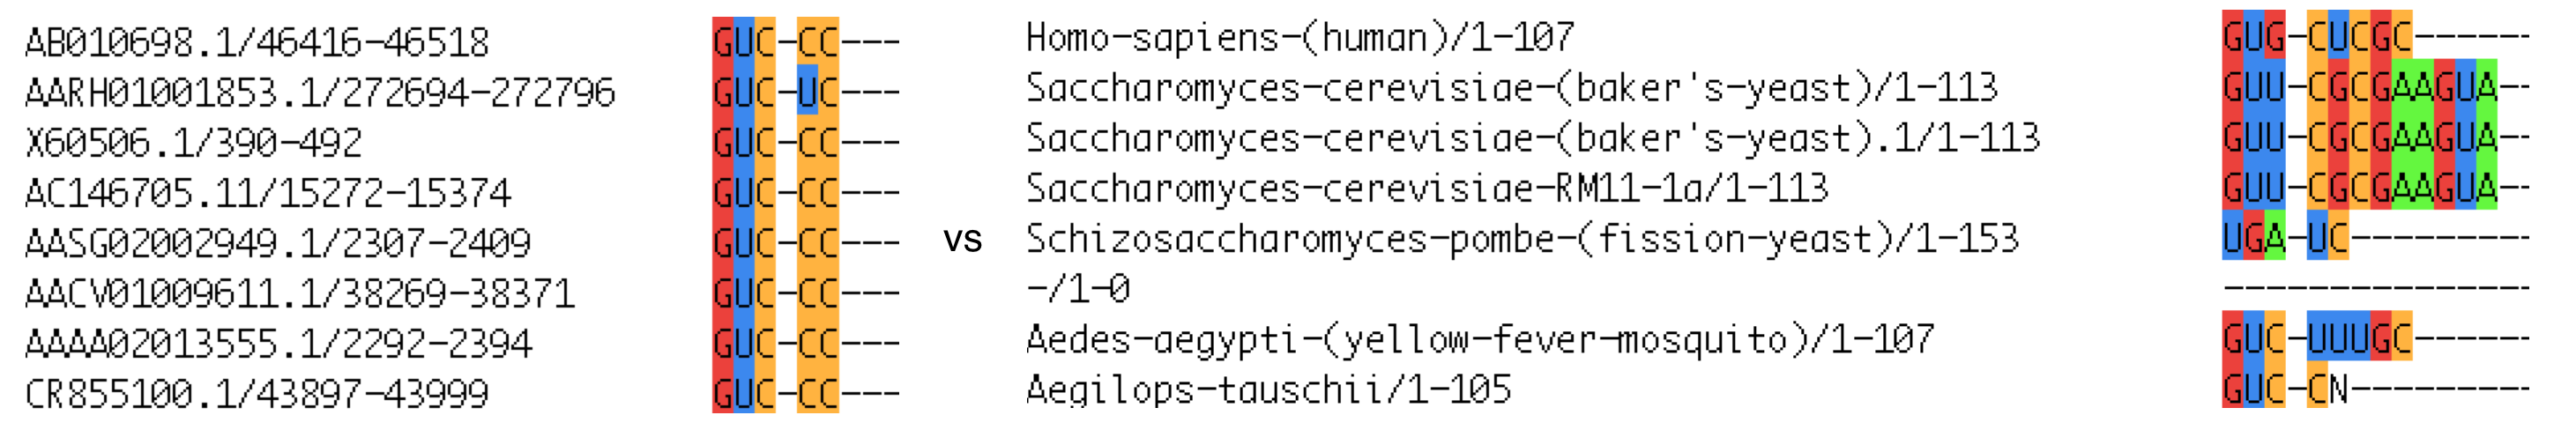 AB010698.1/46416-46518 GUC-CC---
AARH01001853.1/272694-272796 GUC-UC---
X60506.1/390-492 GUC-CC---
AC146705.11/15272-15374 GUC-CC---
AASG02002949.1/2307-2409 GUC-CC---
AACV01009611.1/38269-38371 GUC-CC---
AAAA02013555.1/2292-2394 GUC-CC---
CR855100.1/43897-43999 GUC-CC---
vs
Homo-sapiens-(human)/1-107 GUG-CUCGC------
Saccharomyces-cerevisiae-(baker's-yeast)/1-113 GUU-CGCGAAGUA--
Saccharomyces-cerevisiae-(baker's-yeast).1/1-113 GUU-CGCGAAGUA--
Saccharomyces-cerevisiae-RM11-1a/1-113 GUU-CGCGAAGUA--
Schizosaccharomyces-pombe-(fission-yeast)/1-153 UGA-UC---------
-/1-0 ---------------
Aedes-aegypti-(yellow-fever-mosquito)/1-107 GUC-UUUGC------
Aegilops-tauschii/1-105 GUC-CN---------